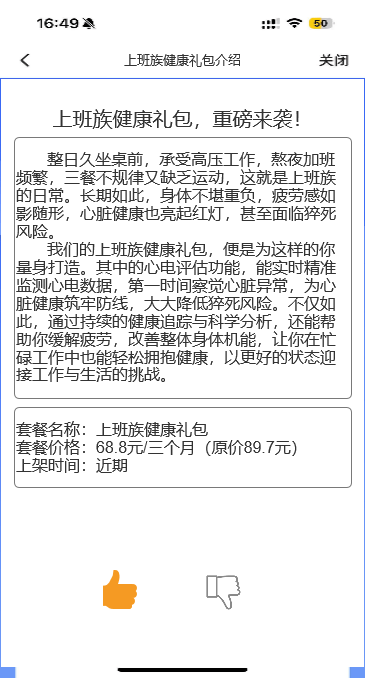 16:49
50
上班族健康礼包介绍
关闭
上班族健康礼包，重磅来袭！
整日久坐桌前，承受高压工作，熬夜加班
频繁，三餐不规律又缺乏运动，这就是上班族
的日常。长期如此，身体不堪重负，疲劳感如
影随形，心脏健康也亮起红灯，甚至面临猝死
风险。
我们的上班族健康礼包，便是为这样的你
量身打造。其中的心电评估功能，能实时精准
监测心电数据，第一时间察觉心脏异常，为心
脏健康筑牢防线，大大降低猝死风险。不仅如
此，通过持续的健康追踪与科学分析，还能帮
助你缓解疲劳，改善整体身体机能，让你在忙
碌工作中也能轻松拥抱健康，以更好的状态迎
接工作与生活的挑战。
套餐名称：上班族健康礼包
套餐价格：68.8元/三个月（原价89.7元）
上架时间：近期